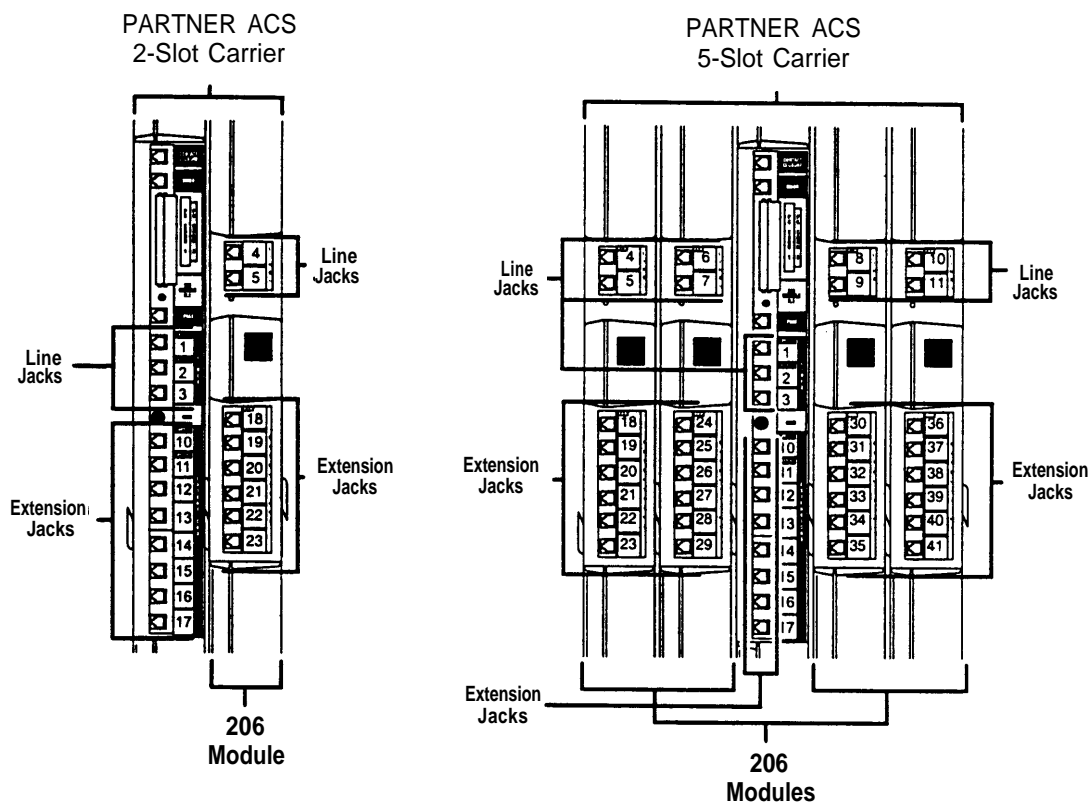 PARTNER ACS
2-Slot Carrier
4
5
Line
Jacks
Line
Jacks
1
2
3
Extension
Jacks
10
11
12
13
14
15
16
17
18
19
20
21
22
23
Extension
Jacks
206
Module
PARTNER ACS
5-Slot Carrier
Line
Jacks
4
5
6
7
8
9
10
11
Line
Jacks
1
2
3
Extension
Jacks
18
19
20
21
22
23
24
25
26
27
28
29
10
11
12
13
14
15
16
17
30
31
32
33
34
35
36
37
38
39
40
41
Extension
Jacks
Extension
Jacks
206
Modules